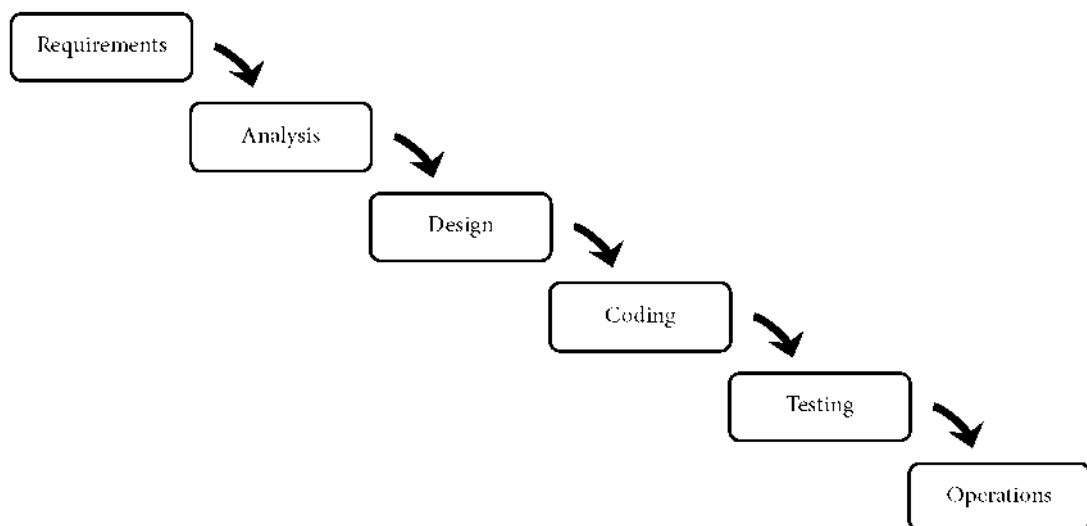 Requirements
Analysis
Design
Coding
Testing
Operations